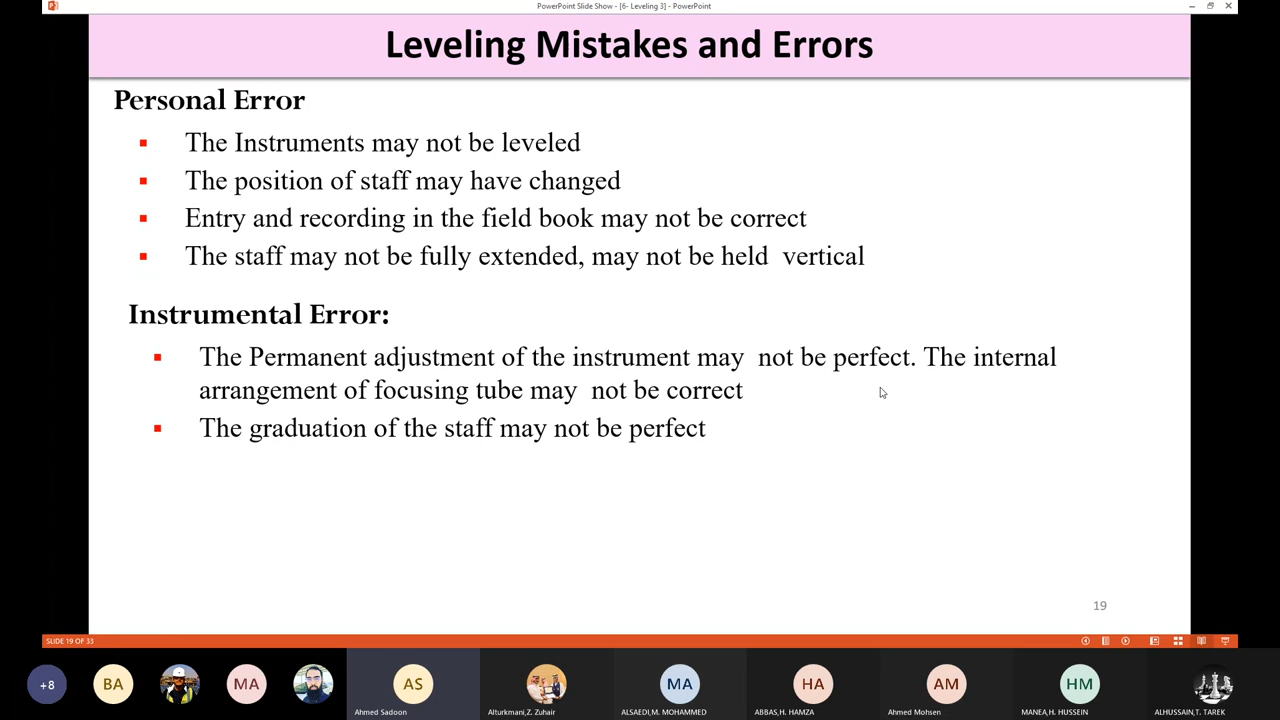 PowerPoint Slide Show - [6- Leveling 3] - PowerPoint
Leveling Mistakes and Errors
Personal Error
The Instruments may not be leveled
The position of staff may have changed
Entry and recording in the field book may not be correct
The staff may not be fully extended, may not be held vertical
Instrumental Error:
The Permanent adjustment of the instrument may not be perfect. The internal
arrangement of focusing tube may not be correct
The graduation of the staff may not be perfect
19
SLIDE 19 OF 33
+8
BA
MA
AS
MA
HA
AM
HM
Ahmed Sadoon
Alturkmani,Z. Zuhair
ALSAEDI,M. MOHAMMED
ABBAS,H. HAMZA
Ahmed Mohsen
MANEA,H. HUSSEIN
ALHUSSAIN,T. TAREK